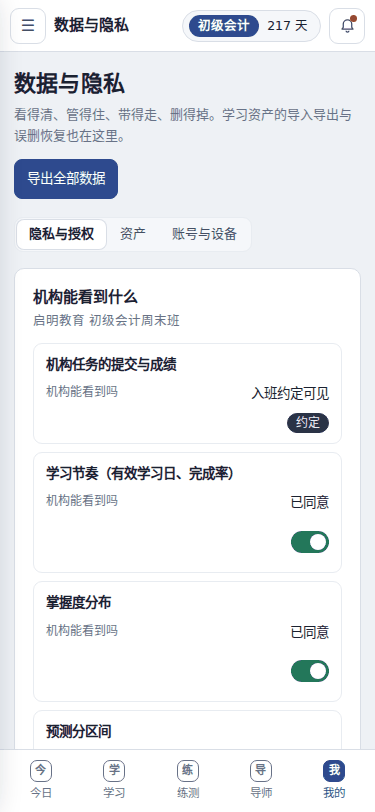 数据与隐私
初级会计 217 天
数据与隐私
看得清、管得住、带得走、删得掉。学习资产的导入导出与
误删恢复也在这里。
导出全部数据
隐私与授权 资产 账号与设备
机构能看到什么
启明教育 初级会计周末班
机构任务的提交与成绩
机构能看到吗 入班约定可见
约定
学习节奏（有效学习日、完成率）
机构能看到吗 已同意
掌握度分布
机构能看到吗 已同意
预测分区间
今 学 练 导 我
今日 学习 练测 导师 我的